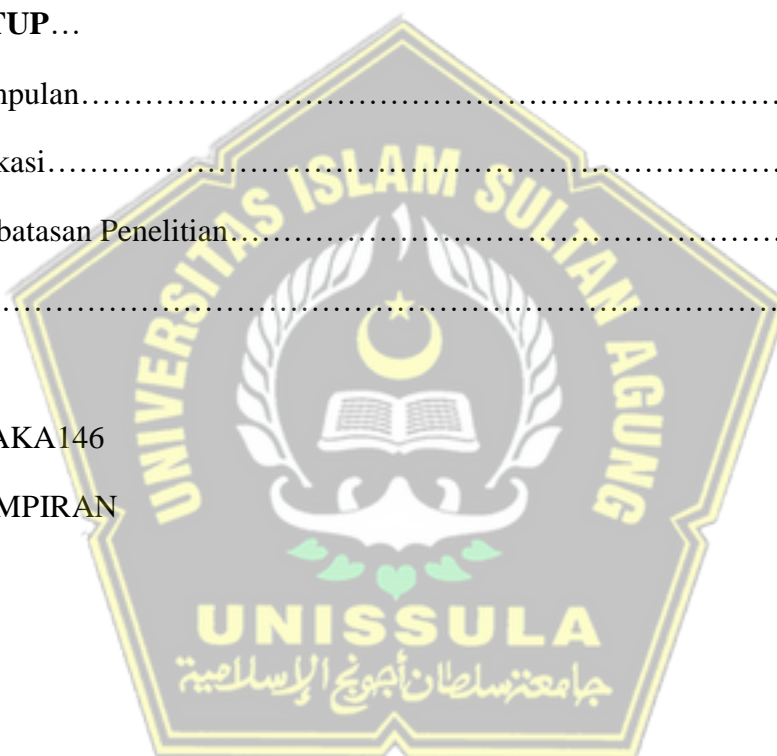 TUP…
npulan……………………………………………….…………………
kasi……………………………………………………………………
batasan Penelitian……………………………………………………
……………………………………………………………………………
AKA146
MPIRAN
UNIVERSITAS ISLAM SULTAN AGUNG
UNISSULA
جامعة سلطان أجونج الإسلامية